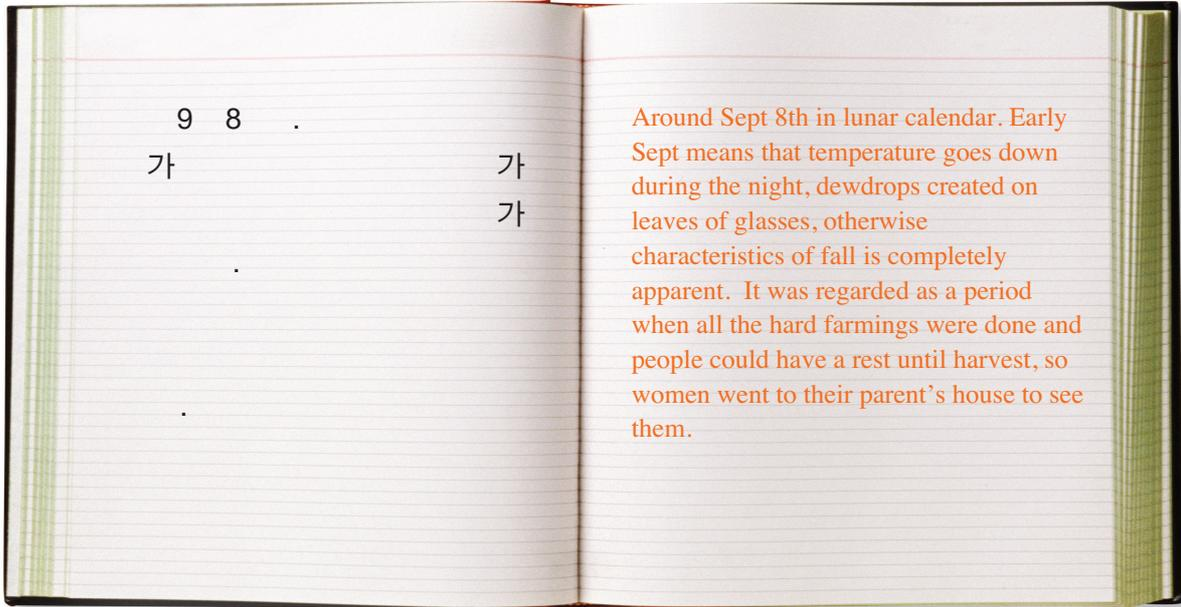 9 8 .
가 가
가
.
.
Around Sept 8th in lunar calendar. Early
Sept means that temperature goes down
during the night, dewdrops created on
leaves of glasses, otherwise
characteristics of fall is completely
apparent.  It was regarded as a period
when all the hard farmings were done and
people could have a rest until harvest, so
women went to their parent’s house to see
them.